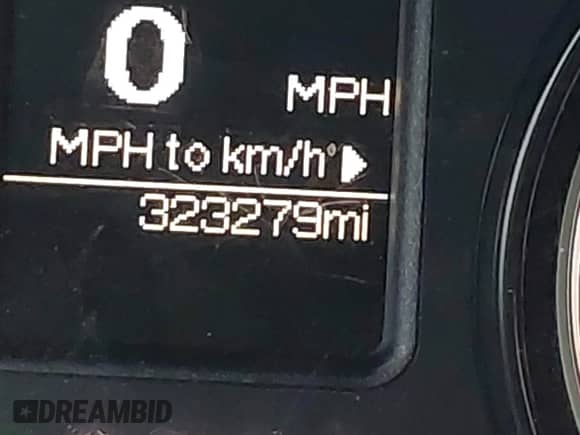 0
MPH
MPH to km/h
323279mi
DREAMBID